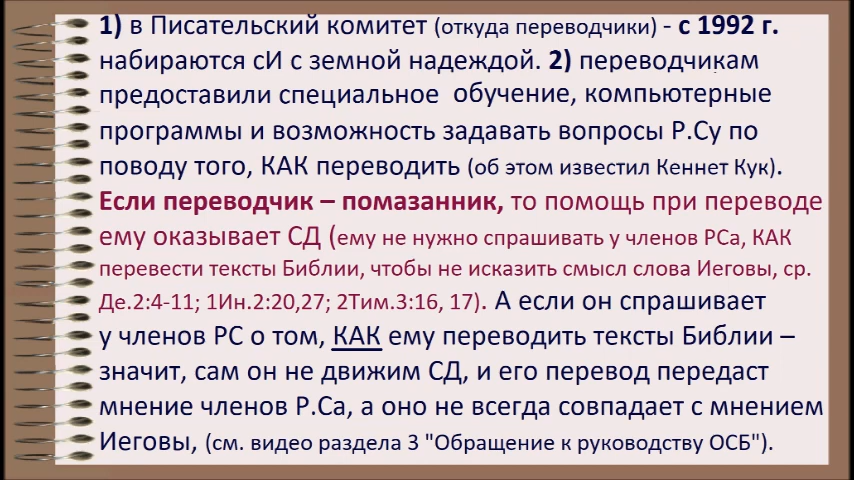 1) в Писательский комитет (откуда переводчики) - с 1992 г.
набираются сИ с земной надеждой. 2) переводчикам
предоставили специальное обучение, компьютерные
программы и возможность задавать вопросы Р.Су по
поводу того, КАК переводить (об этом известил Кеннет Кук).
Если переводчик – помазанник, то помощь при переводе
ему оказывает СД (ему не нужно спрашивать у членов РСа, КАК
перевести тексты Библии, чтобы не исказить смысл слова Иеговы, ср.
Де.2:4-11; 1Ин.2:20,27; 2Тим.3:16, 17). А если он спрашивает
у членов РС о том, КАК ему переводить тексты Библии –
значит, сам он не движим СД, и его перевод передаст
мнение членов Р.Са, а оно не всегда совпадает с мнением
Иеговы, (см. видео раздела 3 "Обращение к руководству ОСБ").